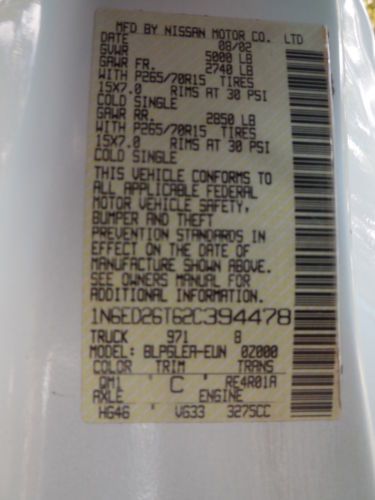 MFD BY NISSAN MOTOR CO. LTD
DATE 08/02
GVWR 5000 LB
GAWR FR. 2740 LB
WITH P265/70R15 TIRES
15X7.0 RIMS AT 30 PSI
COLD SINGLE
GAWR RR. 2850 LB
WITH P265/70R15 TIRES
15X7.0 RIMS AT 30 PSI
COLD SINGLE
THIS VEHICLE CONFORMS TO
ALL APPLICABLE FEDERAL
MOTOR VEHICLE SAFETY,
BUMPER AND THEFT
PREVENTION STANDARDS IN
EFFECT ON THE DATE OF
MANUFACTURE SHOWN ABOVE.
SEE OWNERS MANUAL FOR
ADDITIONAL INFORMATION.
1N6ED26T62C394478
TRUCK 971 8
MODEL: BLPGLEA-EUN 0Z000
COLOR TRIM TRANS
QM1 C RE4R01A
AXLE ENGINE
HG46 VG33 3275CC